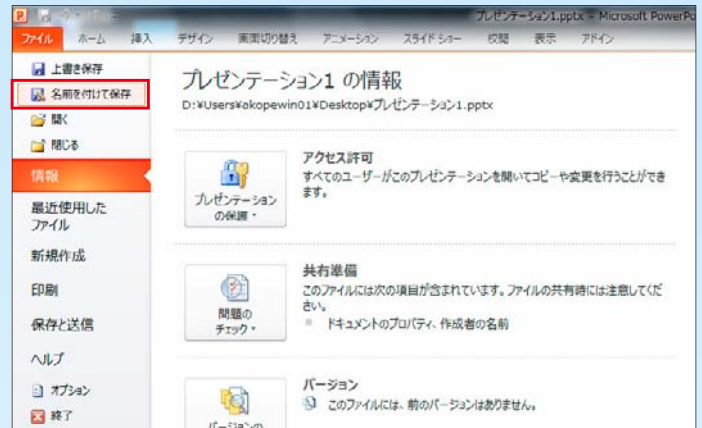 プレゼンテーション1.pptx - Microsoft PowerPo
ファイル ホーム 挿入 デザイン 画面切り替え アニメーション スライド ショー 校閲 表示 アドイン
上書き保存
名前を付けて保存
開く
閉じる
情報
最近使用した
ファイル
新規作成
印刷
保存と送信
ヘルプ
オプション
終了
プレゼンテーション1 の情報
D:¥Users¥akopewin01¥Desktop¥プレゼンテーション1.pptx
プレゼンテーション
の保護
アクセス許可
すべてのユーザーがこのプレゼンテーションを開いてコピーや変更を行うことができ
ます。
問題の
チェック
共有準備
このファイルには次の項目が含まれています。ファイルの共有時には注意してくだ
さい。
ドキュメントのプロパティ、作成者の名前
バージョンの
バージョン
このファイルには、前のバージョンはありません。